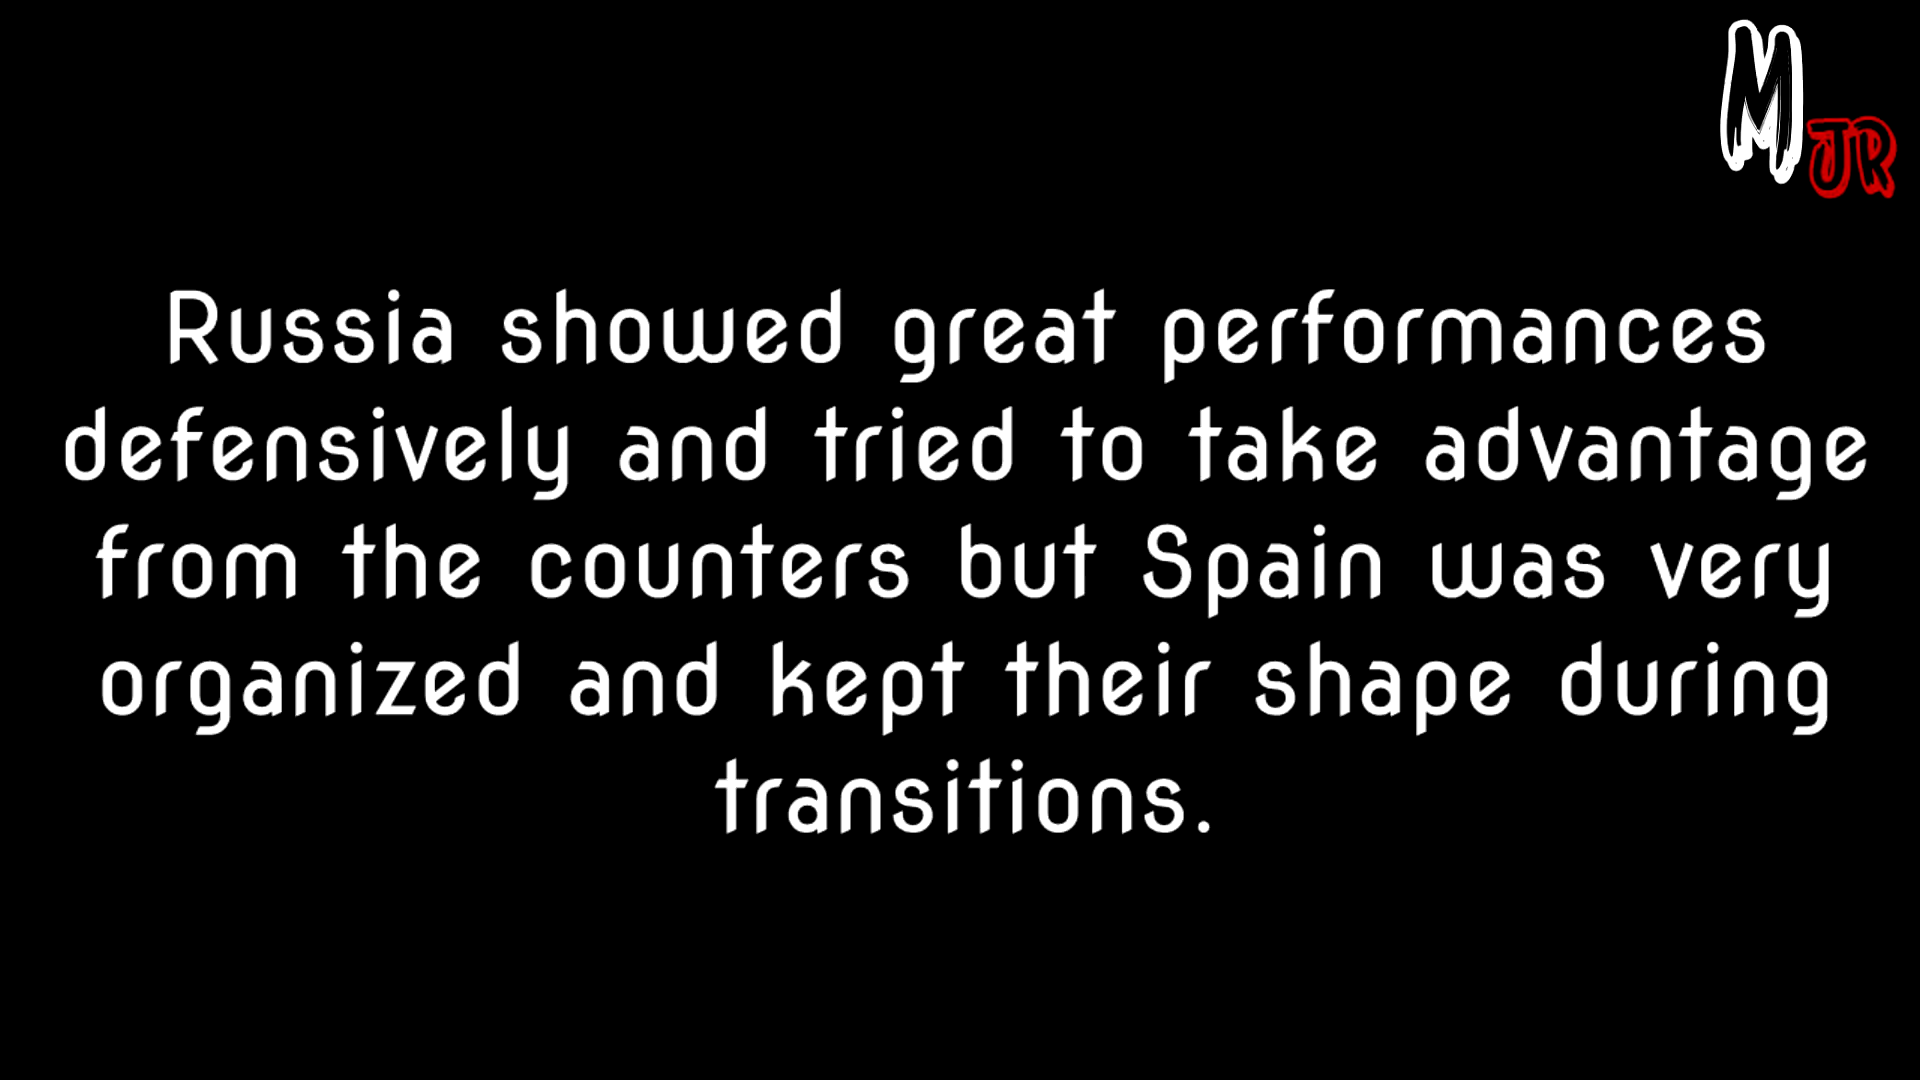 M
JR
Russia showed great performances
defensively and tried to take advantage
from the counters but Spain was very
organized and kept their shape during
transitions.